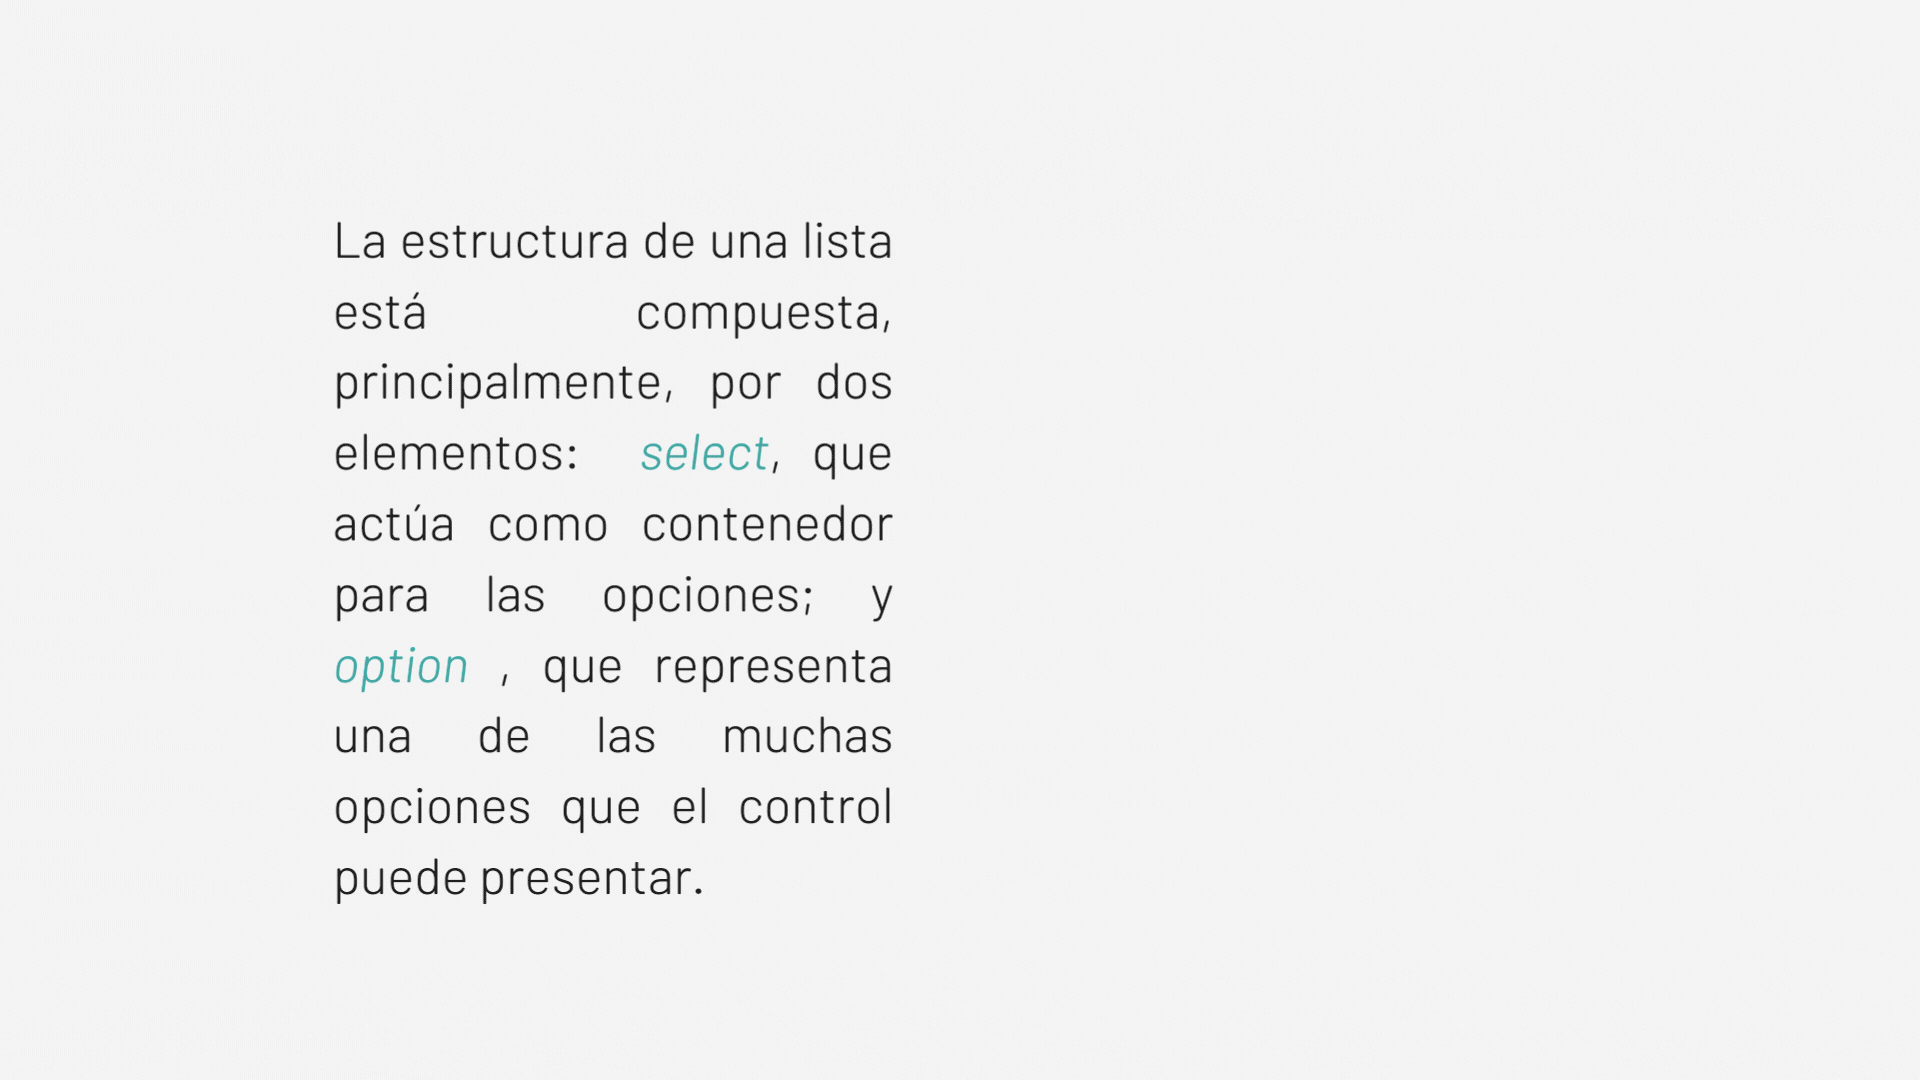 La estructura de una lista
está compuesta,
principalmente, por dos
elementos: select, que
actúa como contenedor
para las opciones; y
option , que representa
una de las muchas
opciones que el control
puede presentar.